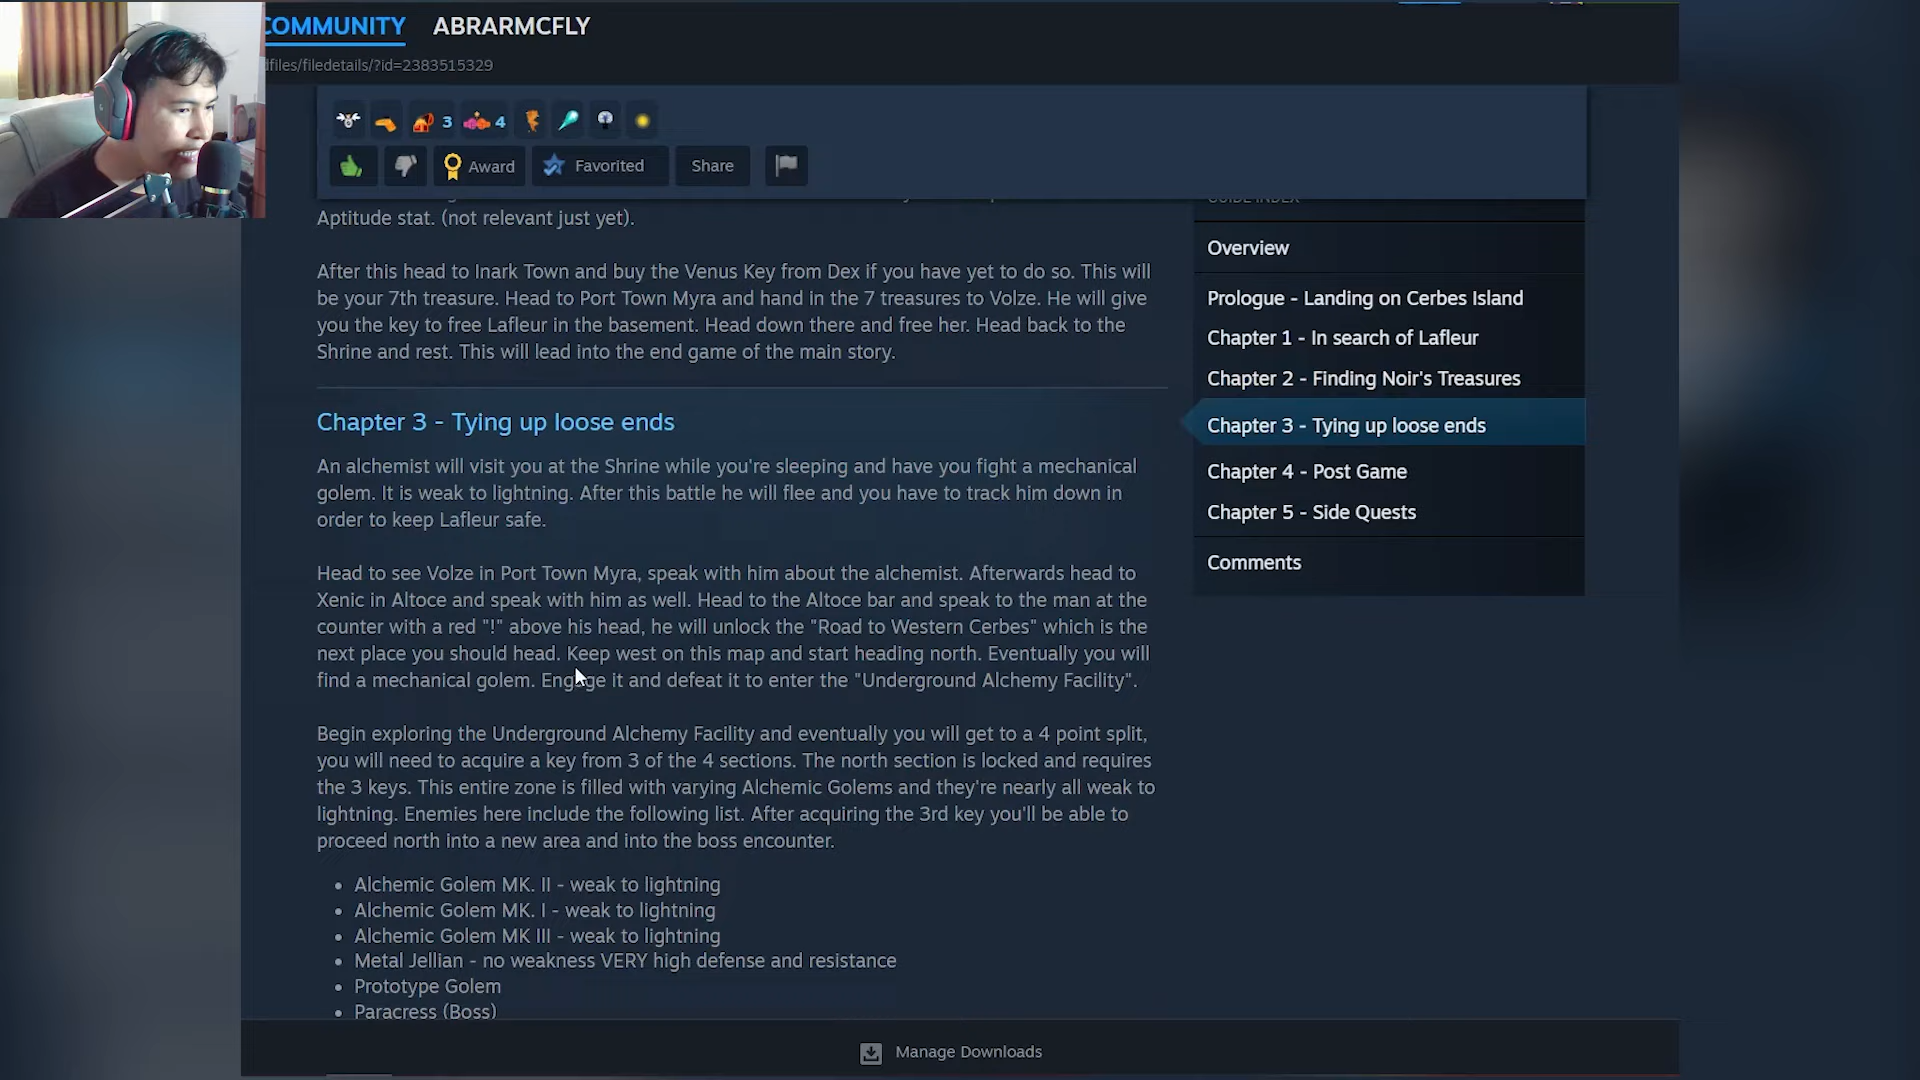 COMMUNITY ABRARMCFLY
files/filedetails/?id=2383515329
3 4
Award Favorited Share
Aptitude stat. (not relevant just yet).
After this head to Inark Town and buy the Venus Key from Dex if you have yet to do so. This will
be your 7th treasure. Head to Port Town Myra and hand in the 7 treasures to Volze. He will give
you the key to free Lafleur in the basement. Head down there and free her. Head back to the
Shrine and rest. This will lead into the end game of the main story.
Chapter 3 - Tying up loose ends
An alchemist will visit you at the Shrine while you're sleeping and have you fight a mechanical
golem. It is weak to lightning. After this battle he will flee and you have to track him down in
order to keep Lafleur safe.
Head to see Volze in Port Town Myra, speak with him about the alchemist. Afterwards head to
Xenic in Altoce and speak with him as well. Head to the Altoce bar and speak to the man at the
counter with a red "!" above his head, he will unlock the "Road to Western Cerbes" which is the
next place you should head. Keep west on this map and start heading north. Eventually you will
find a mechanical golem. Engage it and defeat it to enter the "Underground Alchemy Facility".
Begin exploring the Underground Alchemy Facility and eventually you will get to a 4 point split,
you will need to acquire a key from 3 of the 4 sections. The north section is locked and requires
the 3 keys. This entire zone is filled with varying Alchemic Golems and they're nearly all weak to
lightning. Enemies here include the following list. After acquiring the 3rd key you'll be able to
proceed north into a new area and into the boss encounter.
• Alchemic Golem MK. II - weak to lightning
• Alchemic Golem MK. I - weak to lightning
• Alchemic Golem MK III - weak to lightning
• Metal Jellian - no weakness VERY high defense and resistance
• Prototype Golem
• Paracress (Boss)
GUIDE INDEX
Overview
Prologue - Landing on Cerbes Island
Chapter 1 - In search of Lafleur
Chapter 2 - Finding Noir's Treasures
Chapter 3 - Tying up loose ends
Chapter 4 - Post Game
Chapter 5 - Side Quests
Comments
Manage Downloads